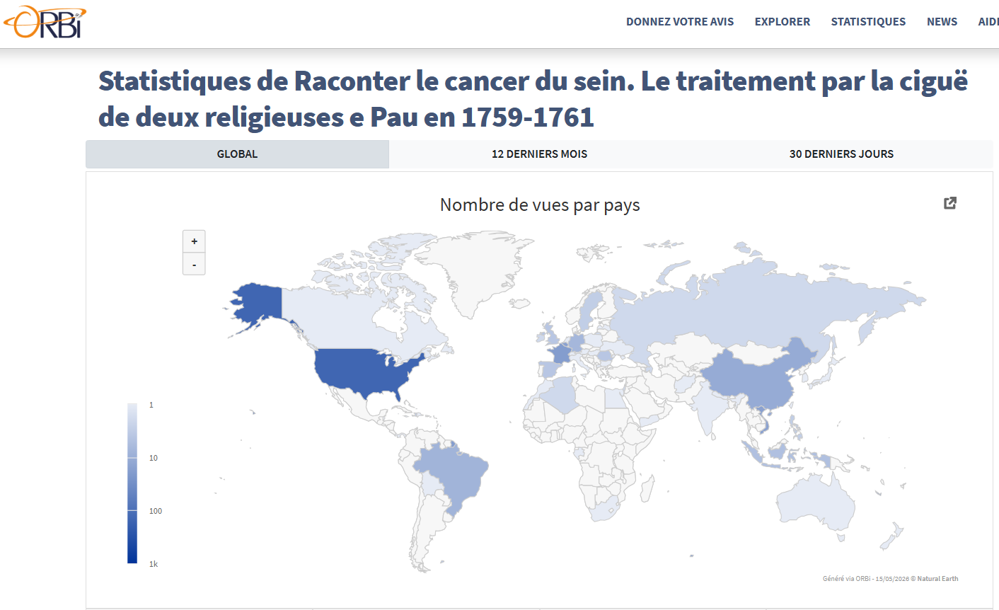 ORBi
DONNEZ VOTRE AVIS EXPLORER STATISTIQUES NEWS AIDE
Statistiques de Raconter le cancer du sein. Le traitement par la ciguë
de deux religieuses e Pau en 1759-1761
GLOBAL 12 DERNIERS MOIS 30 DERNIERS JOURS
Nombre de vues par pays
+
-
1
10
100
1k
Généré via ORBi - 15/05/2026 © Natural Earth